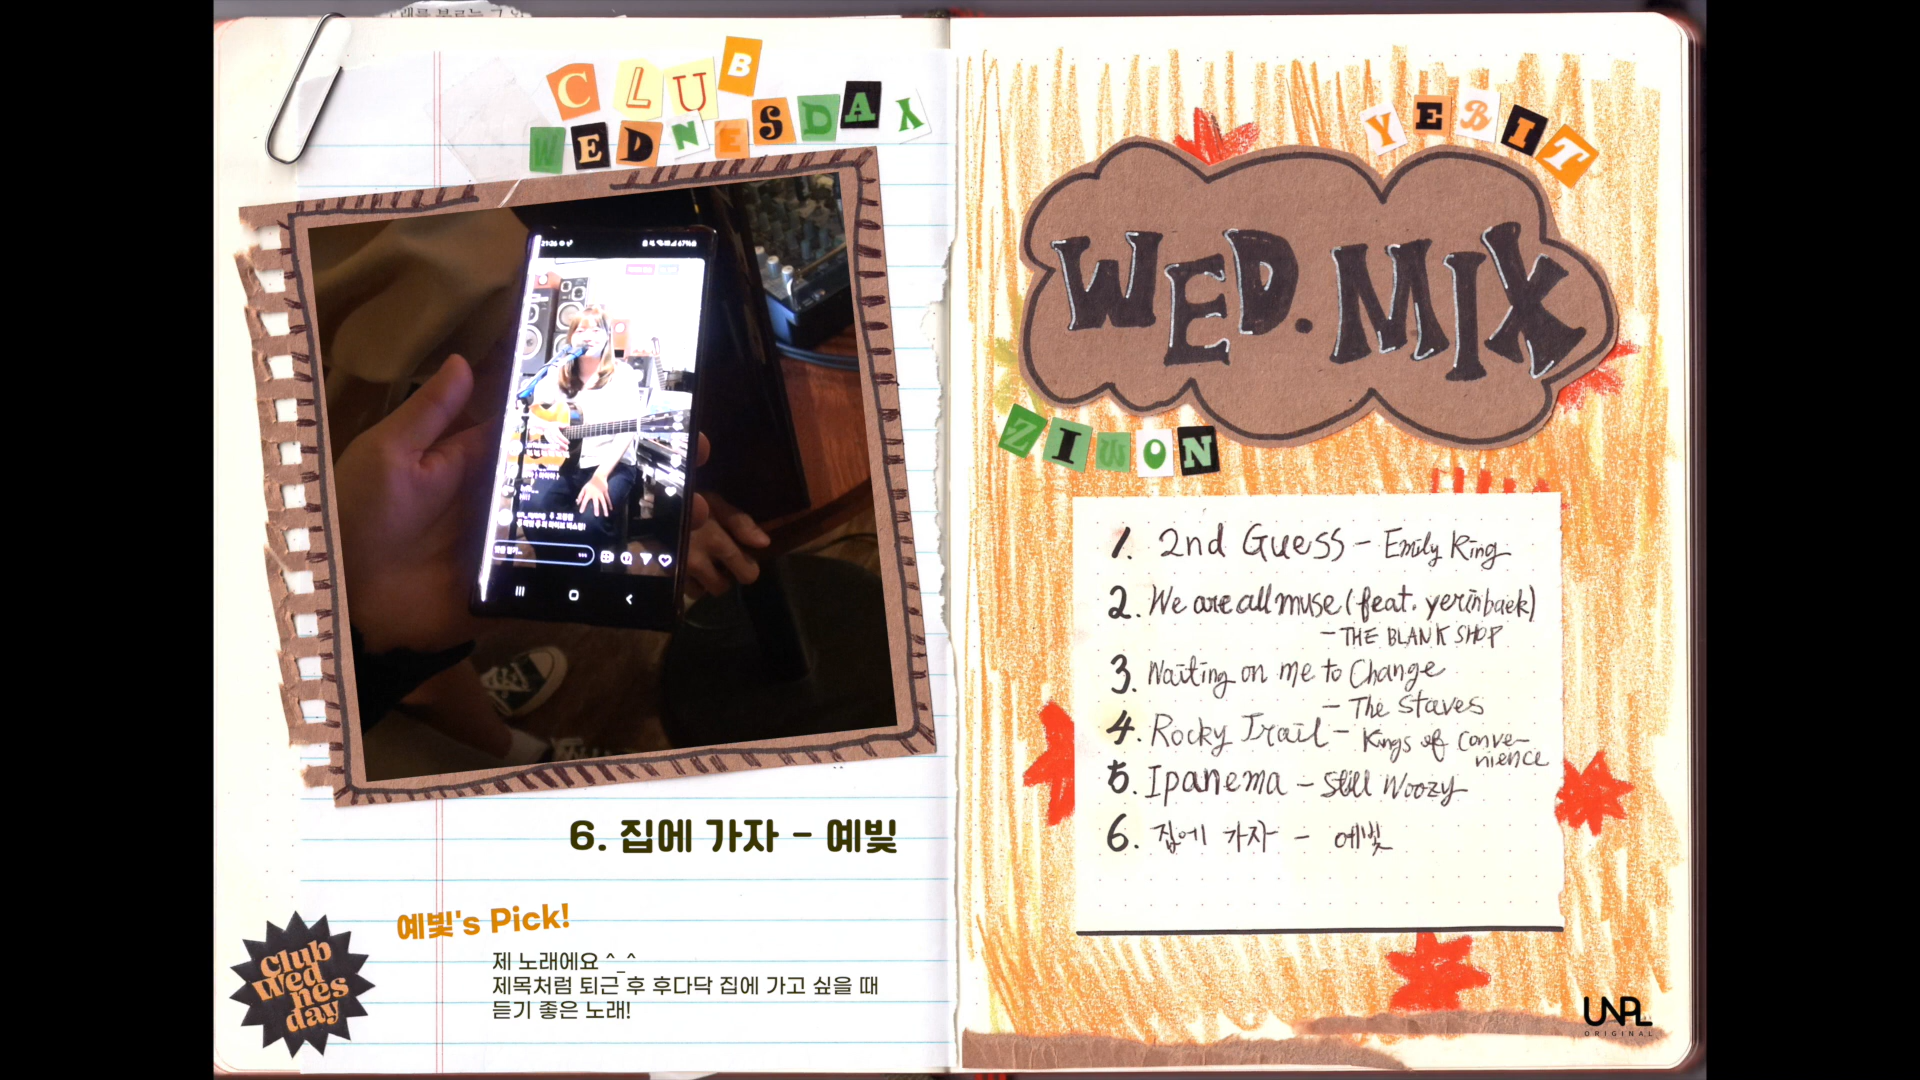 CLUB
WEDNESDAY
21:26
67%
6. 집에 가자 - 예빛
예빛's Pick!
제 노래에요 ^_^
제목처럼 퇴근 후 후다닥 집에 가고 싶을 때
듣기 좋은 노래!
club
wed
nes
day
YEBIT
WED. MIX
ZIWON
1. 2nd Guess - Emily King
2. We are all muse (feat. yerinbaek)
- THE BLANK SHOP
3. Waiting on me to Change
- The Staves
4. Rocky Trail - Kings of Conve-
nience
5. Ipanema - Still Woozy
6. 집에 가자 - 예빛
UNPL
ORIGINAL